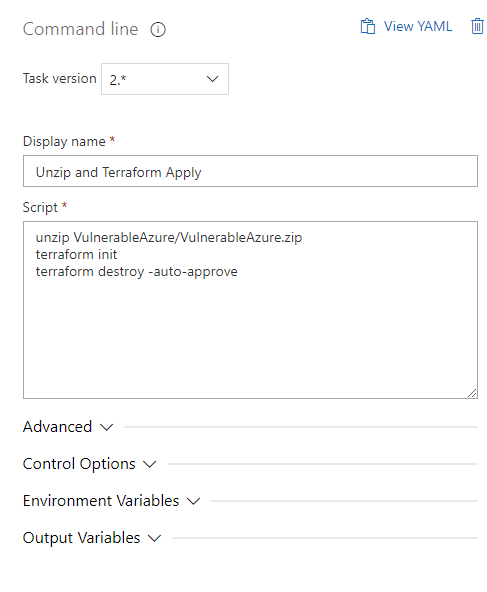 Command line
View YAML
Task version 2.*
Display name *
Unzip and Terraform Apply
Script *
unzip VulnerableAzure/VulnerableAzure.zip
terraform init
terraform destroy -auto-approve
Advanced
Control Options
Environment Variables
Output Variables